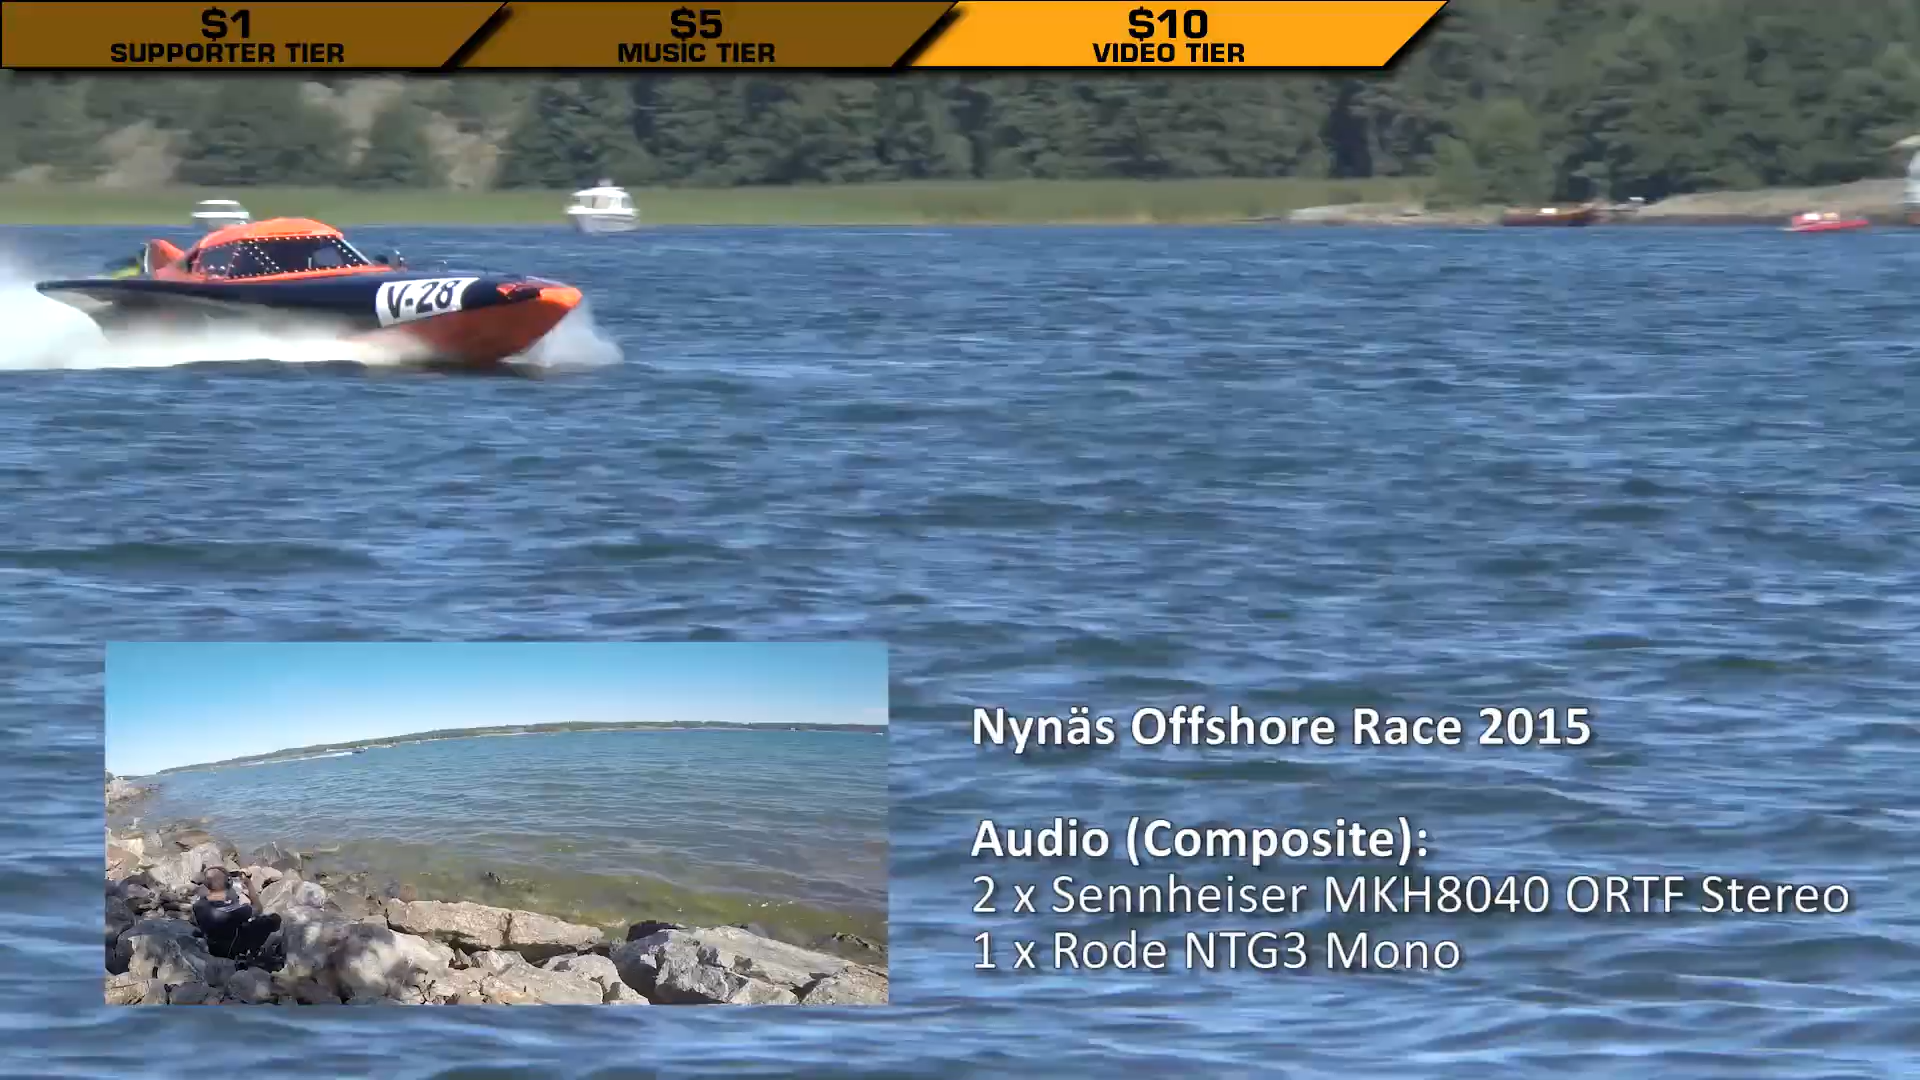 $1
SUPPORTER TIER
$5
MUSIC TIER
$10
VIDEO TIER
V-28
Nynäs Offshore Race 2015
Audio (Composite):
2 x Sennheiser MKH8040 ORTF Stereo
1 x Rode NTG3 Mono